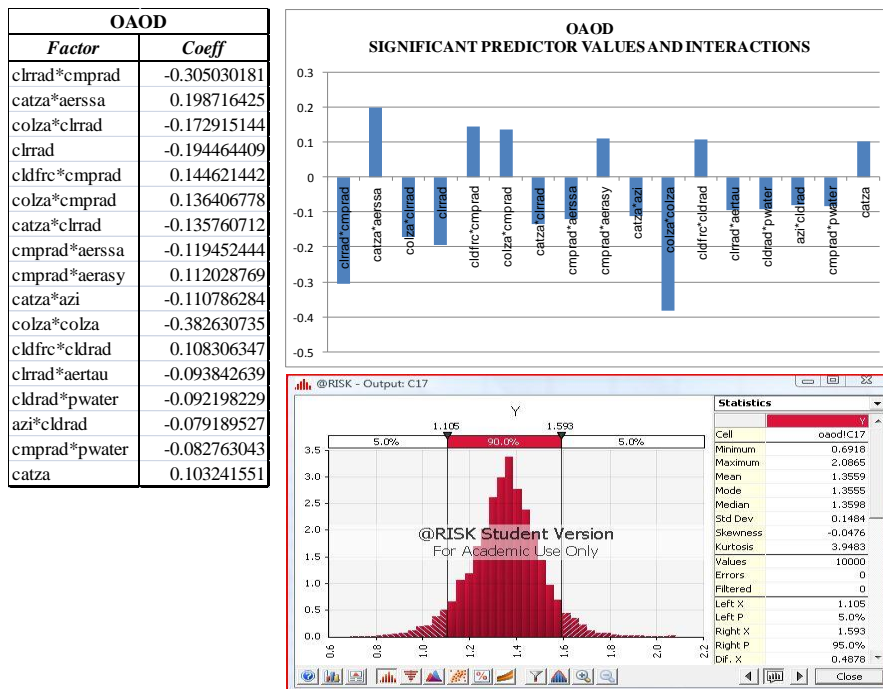 OAOD
Factor Coeff
clrrad*cmprad -0.305030181
catza*aerssa 0.198716425
colza*clrrad -0.172915144
clrrad -0.194464409
cldfrc*cmprad 0.144621442
colza*cmprad 0.136406778
catza*clrrad -0.135760712
cmprad*aerssa -0.119452444
cmprad*aerasy 0.112028769
catza*azi -0.110786284
colza*colza -0.382630735
cldfrc*cldrad 0.108306347
clrrad*aertau -0.093842639
cldrad*pwater -0.092198229
azi*cldrad -0.079189527
cmprad*pwater -0.082763043
catza 0.103241551
OAOD
SIGNIFICANT PREDICTOR VALUES AND INTERACTIONS
0.3
0.2
0.1
0
-0.1
-0.2
-0.3
-0.4
-0.5
clrrad*cmprad
catza*aerssa
colza*clrrad
clrrad
cldfrc*cmprad
colza*cmprad
catza*clrrad
cmprad*aerssa
cmprad*aerasy
catza*azi
colza*colza
cldfrc*cldrad
clrrad*aertau
cldrad*pwater
azi*cldrad
cmprad*pwater
catza
@RISK - Output: C17
Y
1.105 1.593
5.0% 90.0% 5.0%
3.5
3.0
2.5
2.0
1.5
1.0
0.5
0.0
@RISK Student Version
For Academic Use Only
0.6 0.8 1.0 1.2 1.4 1.6 1.8 2.0 2.2
Statistics
Y
Cell oaod!C17
Minimum 0.6918
Maximum 2.0865
Mean 1.3559
Mode 1.3555
Median 1.3598
Std Dev 0.1484
Skewness -0.0476
Kurtosis 3.9483
Values 10000
Errors 0
Filtered 0
Left X 1.105
Left P 5.0%
Right X 1.593
Right P 95.0%
Dif. X 0.4878
Close